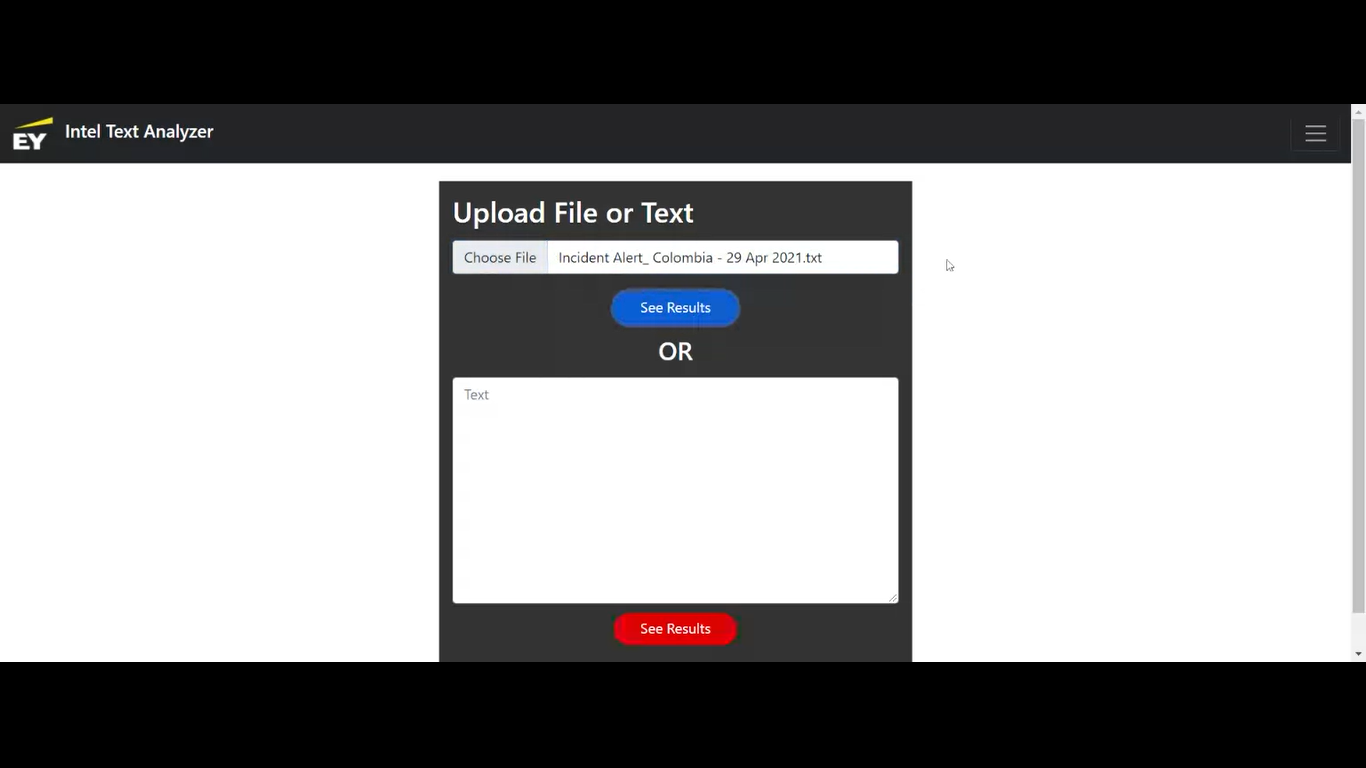 EY Intel Text Analyzer
Upload File or Text
Choose File Incident Alert_ Colombia - 29 Apr 2021.txt
See Results
OR
Text
See Results